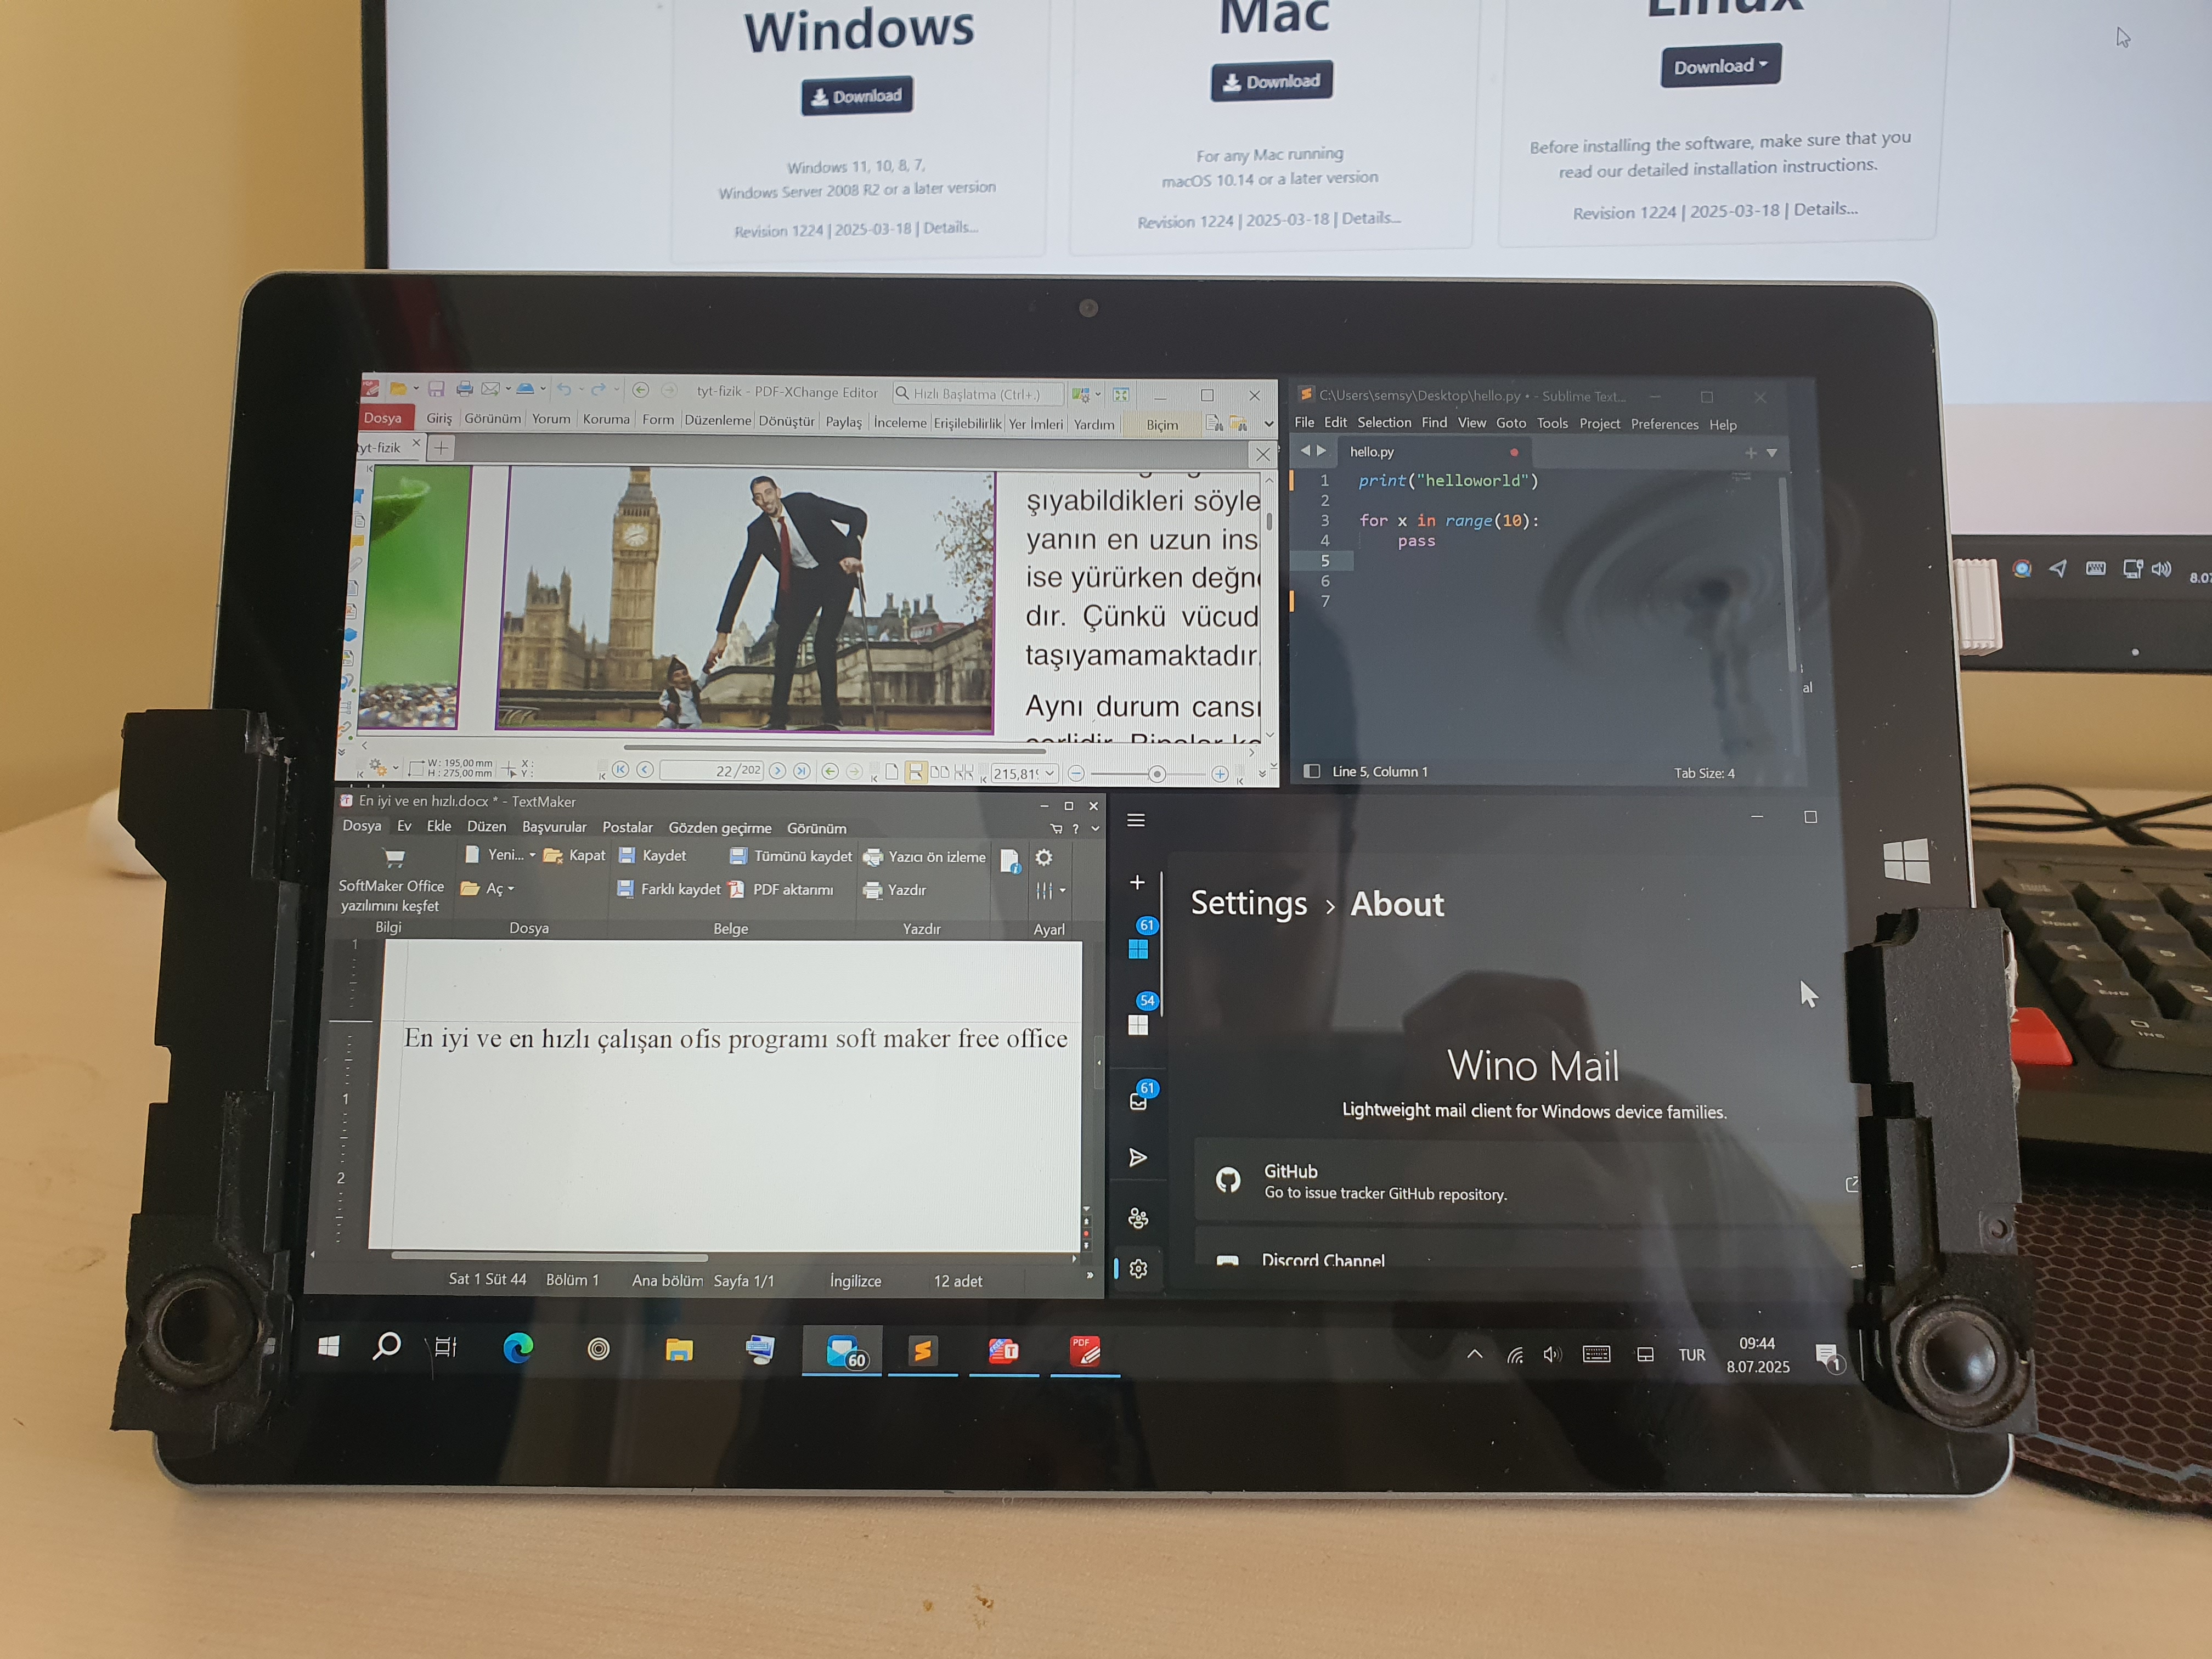 Windows
Download
Windows 11, 10, 8, 7,
Windows Server 2008 R2 or a later version
Revision 1224 | 2025-03-18 | Details...
Mac
Download
For any Mac running
macOS 10.14 or a later version
Revision 1224 | 2025-03-18 | Details...
Linux
Download
Before installing the software, make sure that you
read our detailed installation instructions.
Revision 1224 | 2025-03-18 | Details...
tyt-fizik - PDF-XChange Editor
Hızlı Başlatma (Ctrl+.)
Dosya Giriş Görünüm Yorum Koruma Form Düzenleme Dönüştür Paylaş İnceleme Erişilebilirlik Yer İmleri Yardım Biçim
tyt-fizik
şıyabildikleri söyle
yanın en uzun ins
ise yürürken değn
dır. Çünkü vücud
taşıyamamaktadır.
Aynı durum cansı
W: 195,00 mm
H: 275,00 mm
X:
Y:
22/202
215,81
C:\Users\semsy\Desktop\hello.py • - Sublime Text...
File Edit Selection Find View Goto Tools Project Preferences Help
hello.py
1 print("helloworld")
2
3 for x in range(10):
4 pass
5
6
7
Line 5, Column 1
Tab Size: 4
al
8.07
En iyi ve en hızlı.docx * - TextMaker
Dosya Ev Ekle Düzen Başvurular Postalar Gözden geçirme Görünüm
?
Yeni... Kapat Kaydet Tümünü kaydet Yazıcı ön izleme
SoftMaker Office
yazılımını keşfet
Aç Farklı kaydet PDF aktarımı Yazdır
Bilgi Dosya Belge Yazdır Ayarl
1
En iyi ve en hızlı çalışan ofis programı soft maker free office
1
2
Sat 1 Süt 44 Bölüm 1 Ana bölüm Sayfa 1/1 İngilizce 12 adet
61
54
61
Settings › About
Wino Mail
Lightweight mail client for Windows device families.
GitHub
Go to issue tracker GitHub repository.
Discord Channel
60
PDF
TUR
09:44
8.07.2025
1